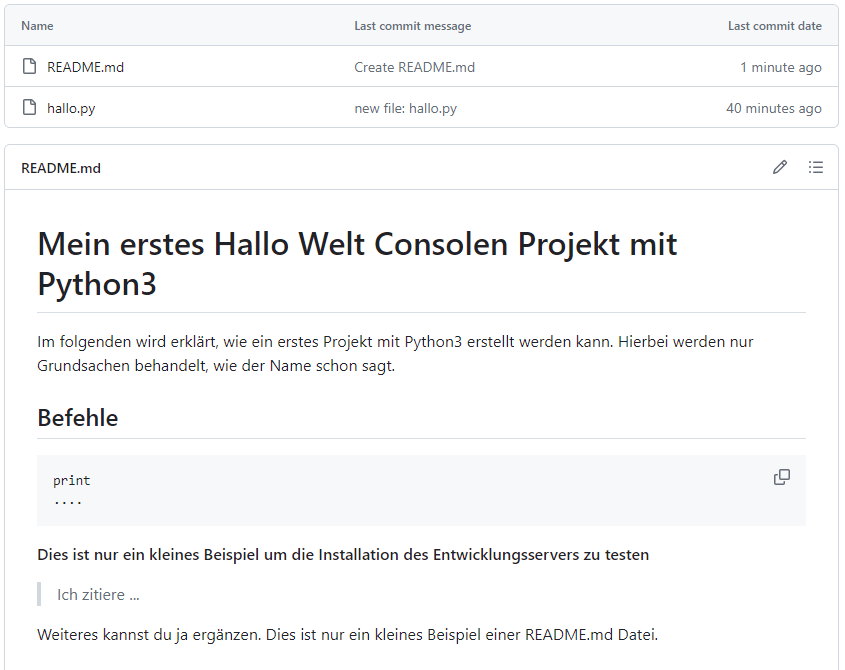 Name Last commit message Last commit date
README.md Create README.md 1 minute ago
hallo.py new file: hallo.py 40 minutes ago
README.md
Mein erstes Hallo Welt Consolen Projekt mit
Python3
Im folgenden wird erklärt, wie ein erstes Projekt mit Python3 erstellt werden kann. Hierbei werden nur
Grundsachen behandelt, wie der Name schon sagt.
Befehle
print
....
Dies ist nur ein kleines Beispiel um die Installation des Entwicklungsservers zu testen
Ich zitiere ...
Weiteres kannst du ja ergänzen. Dies ist nur ein kleines Beispiel einer README.md Datei.